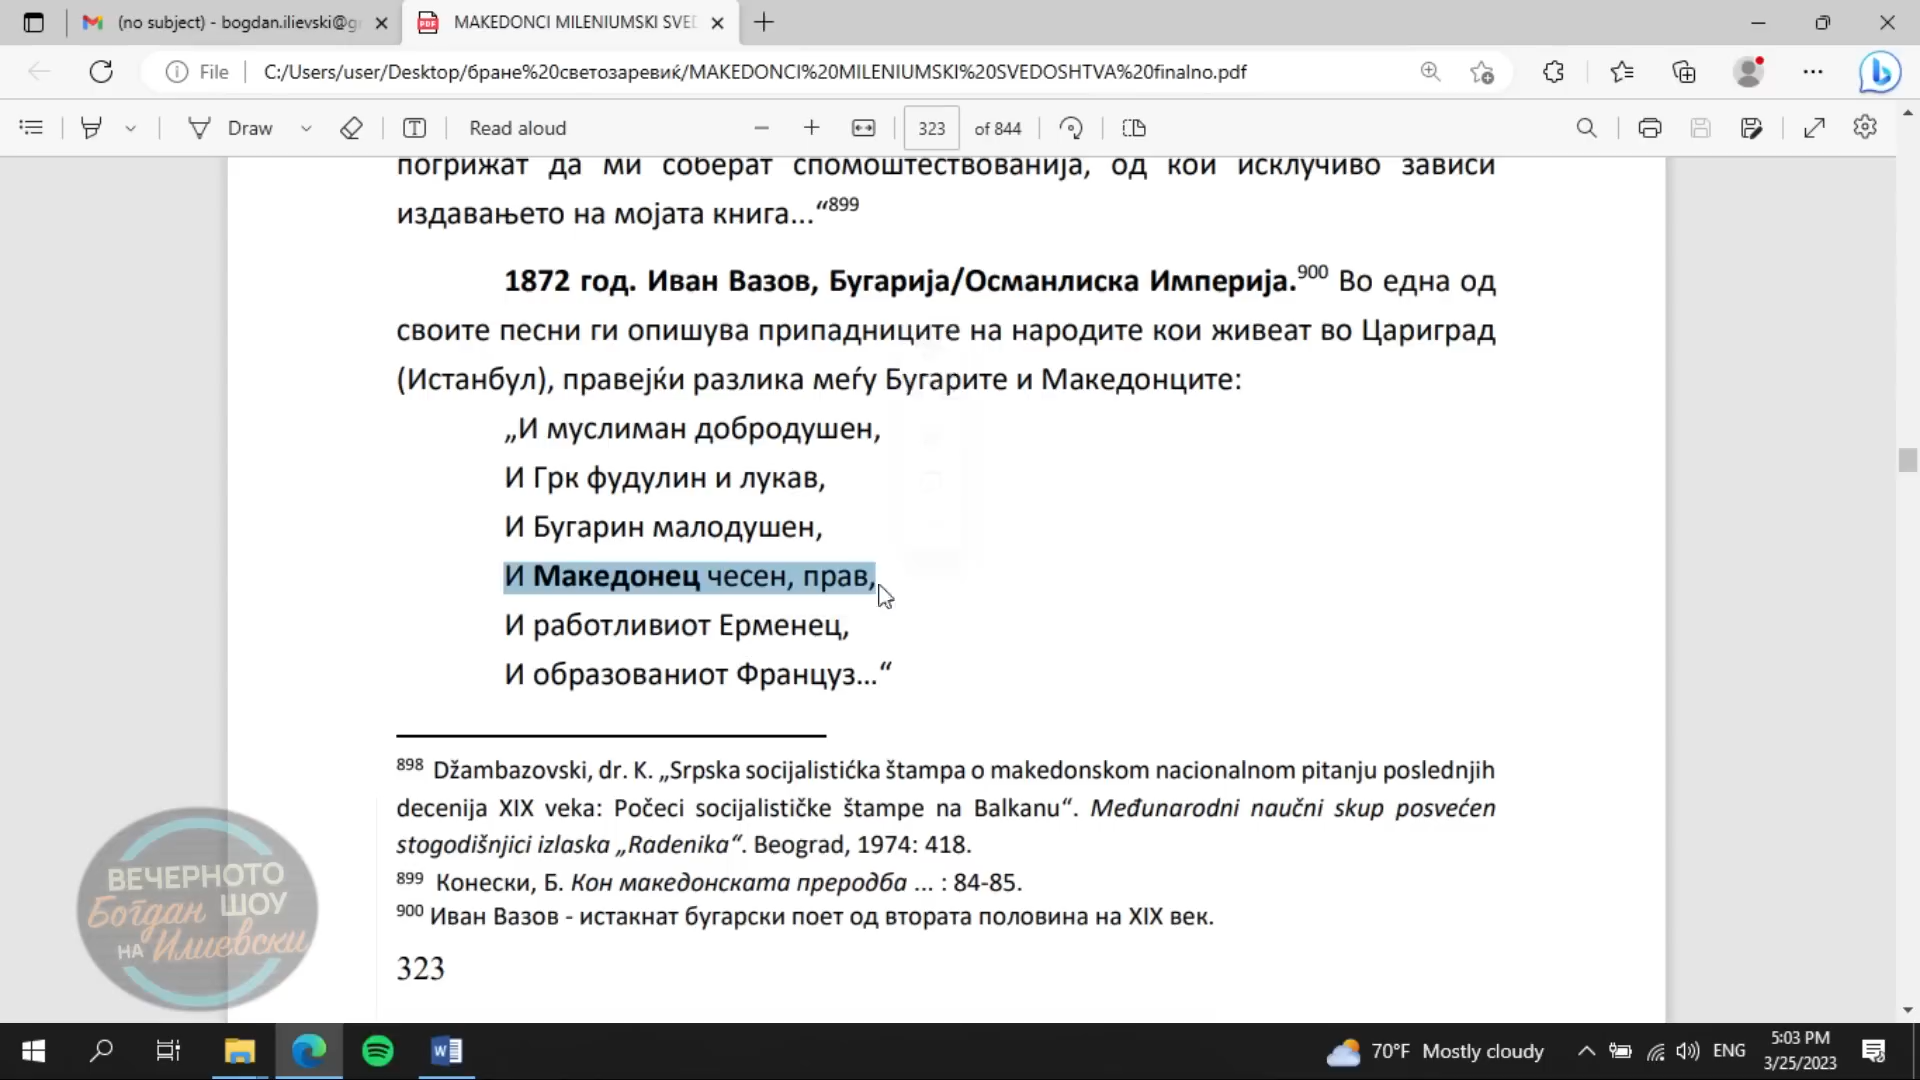 (no subject) - bogdan.ilievski@g
MAKEDONCI MILENIUMSKI SVED
File
C:/Users/user/Desktop/бране%20светозаревиќ/MAKEDONCI%20MILENIUMSKI%20SVEDOSHTVA%20finalno.pdf
Draw
Read aloud
323 of 844
погрижат да ми соберат спомоштествованија, од кои исклучиво зависи
издавањето на мојата книга...“899
1872 год. Иван Вазов, Бугарија/Османлиска Империја.900 Во една од
своите песни ги опишува припадниците на народите кои живеат во Цариград
(Истанбул), правејќи разлика меѓу Бугарите и Македонците:
„И муслиман добродушен,
И Грк фудулин и лукав,
И Бугарин малодушен,
И Македонец чесен, прав,
И работливиот Ерменец,
И образованиот Француз...“
898 Džambazovski, dr. K. „Srpska socijalistićka štampa o makedonskom nacionalnom pitanju poslednjih
decenija XIX veka: Počeci socijalističke štampe na Balkanu“. Međunarodni naučni skup posvećen
stogodišnjici izlaska „Radenika“. Beograd, 1974: 418.
899 Конески, Б. Кон македонската преродба ... : 84-85.
900 Иван Вазов - истакнат бугарски поет од втората половина на XIX век.
323
ВЕЧЕРНОТО
ШОУ
НА
Богдан
Илиевски
70°F Mostly cloudy
ENG
5:03 PM
3/25/2023